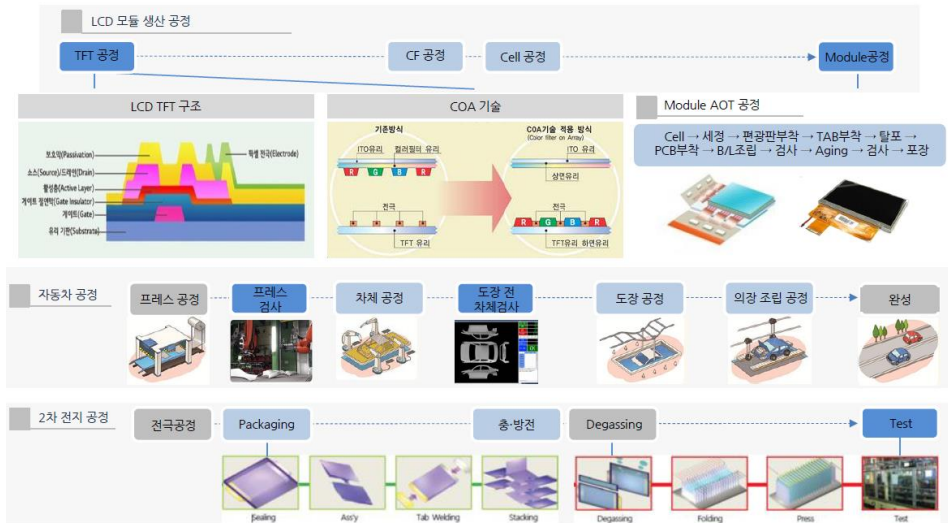 LCD 모듈 생산 공정
TFT 공정
CF 공정
Cell 공정
Module공정
LCD TFT 구조
보호막(Passivation)
픽셀 전극(Electrode)
소스(Source)/드레인(Drain)
활성층(Active Layer)
게이트 절연막(Gate Insulator)
게이트(Gate)
유리 기판(Substrate)
COA 기술
기존방식
ITO유리
컬러필터 유리
R G B R
전극
TFT 유리
COA기술 적용 방식
(Color filter on Array)
ITO 유리
상면유리
전극
R G B R
TFT유리 하면유리
Module AOT 공정
Cell → 세정 → 편광판부착 → TAB부착 → 탈포 →
PCB부착 → B/L조립 → 검사 → Aging → 검사 → 포장
자동차 공정
프레스 공정
프레스
검사
차체 공정
도장 전
차체검사
도장 공정
의장 조립 공정
완성
2차 전지 공정
전극공정
Packaging
충·방전
Degassing
Test
Sealing
Ass'y
Tab Welding
Stacking
Degassing
Folding
Press
Test